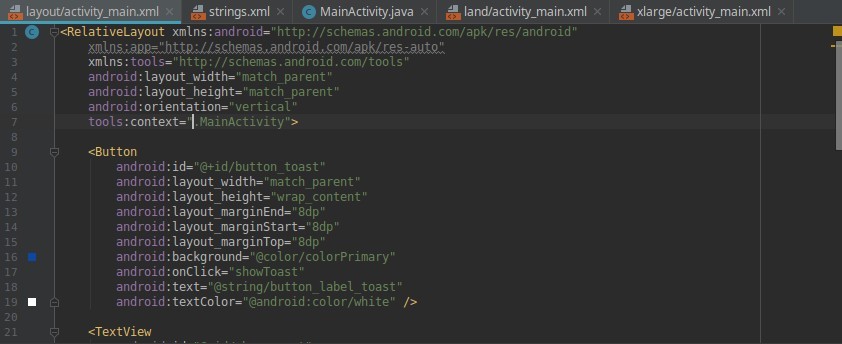 layout/activity_main.xml strings.xml MainActivity.java land/activity_main.xml xlarge/activity_main.xml
1 <RelativeLayout xmlns:android="http://schemas.android.com/apk/res/android"
2 xmlns:app="http://schemas.android.com/apk/res-auto"
3 xmlns:tools="http://schemas.android.com/tools"
4 android:layout_width="match_parent"
5 android:layout_height="match_parent"
6 android:orientation="vertical"
7 tools:context=".MainActivity">
8
9 <Button
10 android:id="@+id/button_toast"
11 android:layout_width="match_parent"
12 android:layout_height="wrap_content"
13 android:layout_marginEnd="8dp"
14 android:layout_marginStart="8dp"
15 android:layout_marginTop="8dp"
16 android:background="@color/colorPrimary"
17 android:onClick="showToast"
18 android:text="@string/button_label_toast"
19 android:textColor="@android:color/white" />
20
21 <TextView